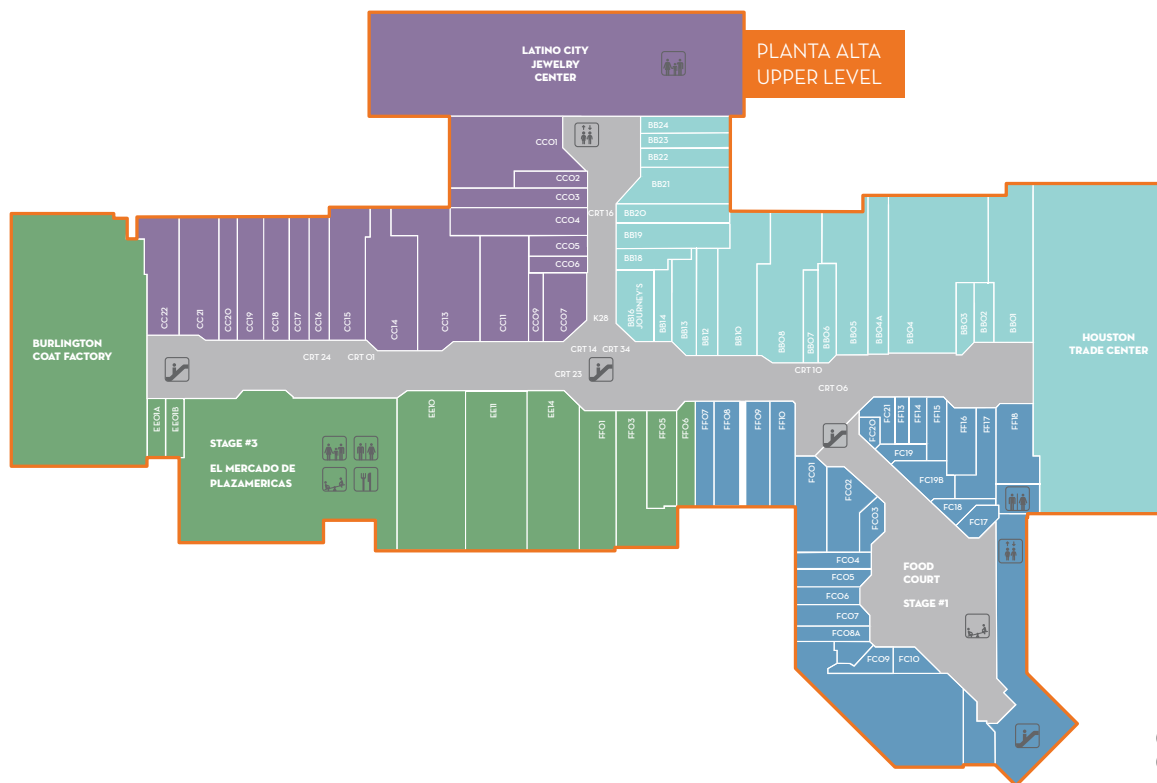 LATINO CITY
JEWELRY
CENTER
PLANTA ALTA
UPPER LEVEL
CC01
CC02
CC03
CC04
CC05
CC06
BB24
BB23
BB22
BB21
CRT 16
BB20
BB19
BB18
BURLINGTON
COAT FACTORY
CC22
CC21
CC20
CC19
CC18
CC17
CC16
CC15
CC14
CC13
CC11
CC09
CC07
K28
BB16
JOURNEY'S
BB14
BB13
BB12
BB10
BB08
BB07
BB06
BB05
BB04A
BB04
BB03
BB02
BB01
HOUSTON
TRADE CENTER
CRT 24
CRT 01
CRT 14
CRT 34
CRT 23
CRT 10
CRT 06
EE01A
EE01B
STAGE #3
EL MERCADO DE
PLAZAMERICAS
EE10
EE11
EE14
FF01
FF03
FF05
FF06
FF07
FF08
FF09
FF10
FC20
FC21
FF13
FF14
FF15
FF16
FF17
FF18
FC19
FC19B
FC18
FC17
FC01
FC02
FC03
FC04
FC05
FC06
FC07
FC08A
FC09
FC10
FOOD
COURT
STAGE #1